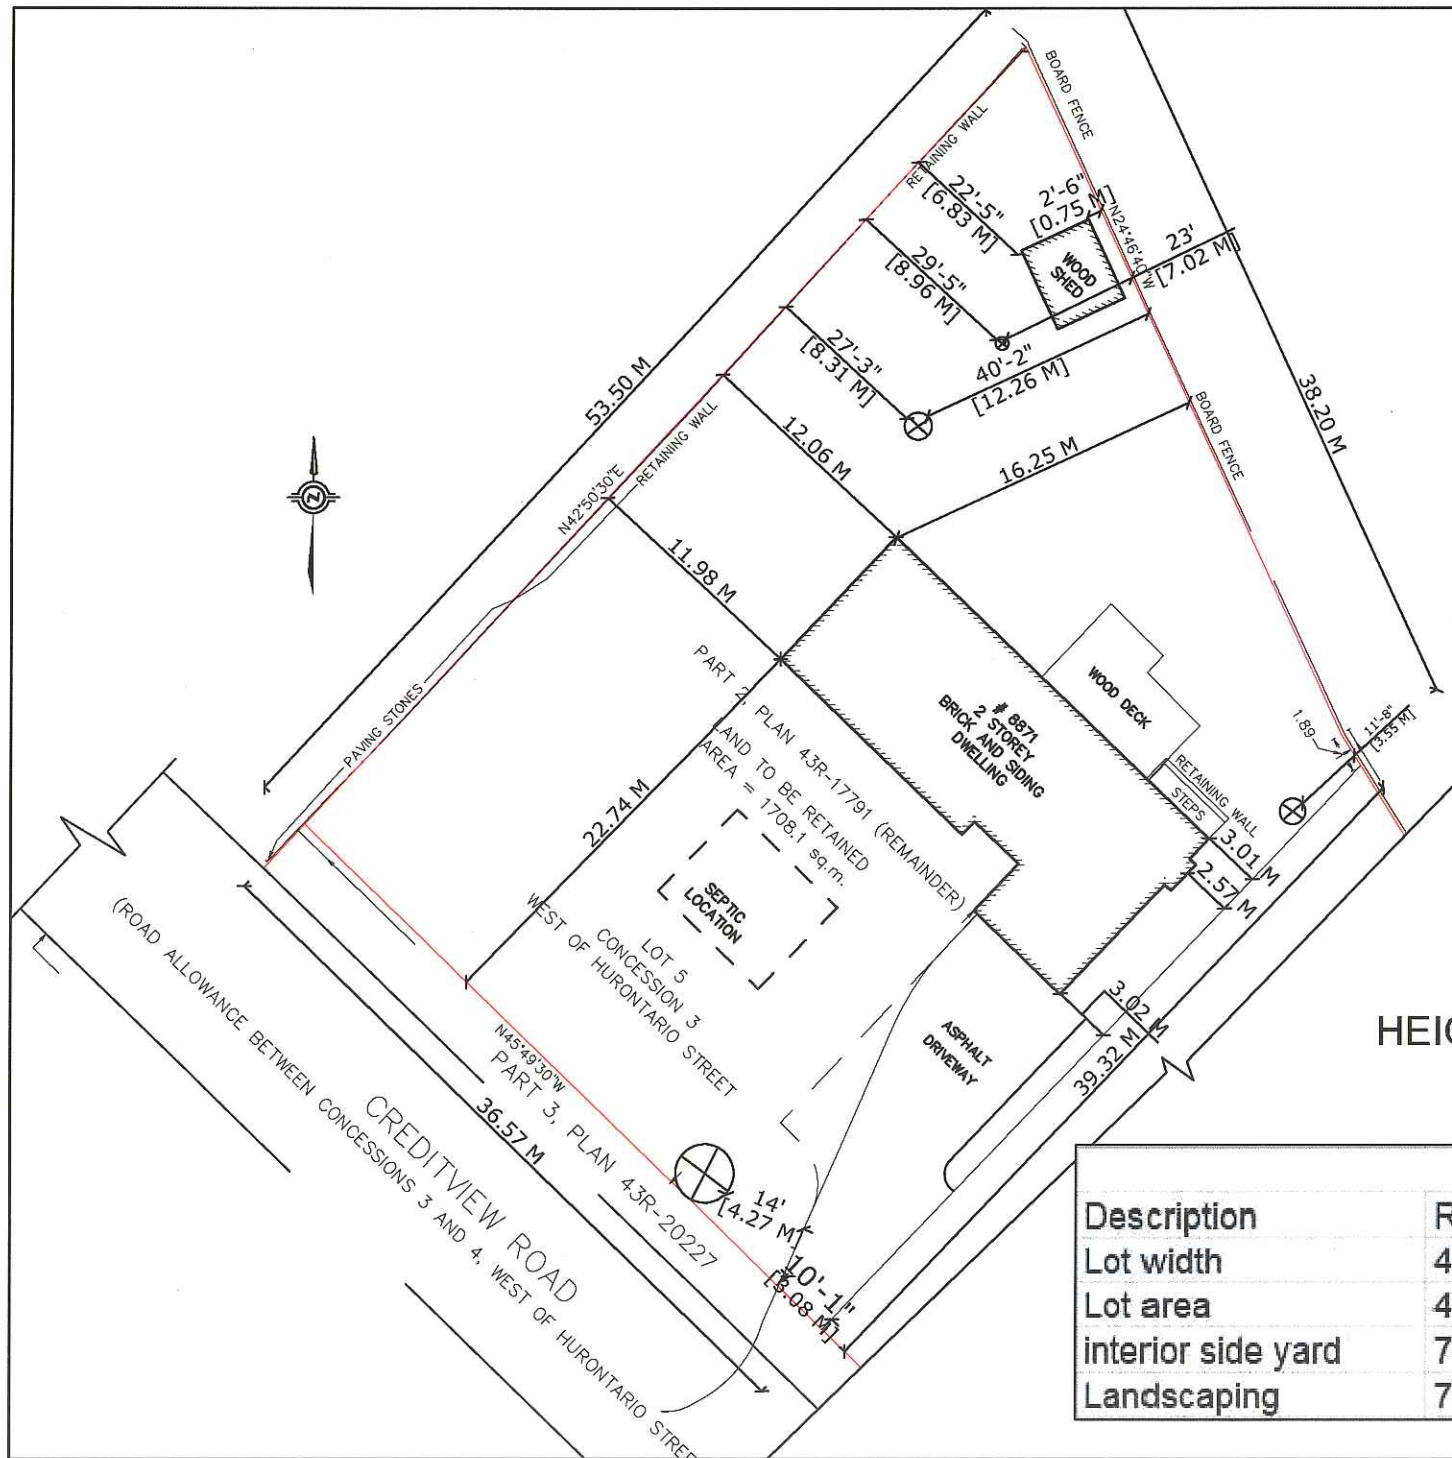 BOARD FENCE
RETAINING WALL
22'-5"
[6.83 M]
2'-6"
[0.75 M]
N24°46'40"W
23'
[7.02 M]
WOOD
SHED
29'-5"
[8.96 M]
27'-3"
[8.31 M]
40'-2"
[12.26 M]
53.50 M
38.20 M
BOARD FENCE
RETAINING WALL
12.06 M
16.25 M
N42°50'30"E
Z
11.98 M
PAVING STONES
PART 2, PLAN 43R-17791 (REMAINDER)
LAND TO BE RETAINED
AREA = 1708.1 sq.m.
# 8871
2 STOREY
BRICK AND SIDING
DWELLING
WOOD DECK
1.89
11'-8"
[3.55 M]
RETAINING WALL
STEPS
22.74 M
3.01 M
2.57 M
SEPTIC
LOCATION
LOT 5
CONCESSION 3
WEST OF HURONTARIO STREET
3.02 M
39.32 M
ASPHALT
DRIVEWAY
HEIG
N45°49'30"W
PART 3, PLAN 43R-20227
36.57 M
CREDITVIEW ROAD
(ROAD ALLOWANCE BETWEEN CONCESSIONS 3 AND 4, WEST OF HURONTARIO STREE
14'
[4.27 M]
10'-1"
[3.08 M]
Description R
Lot width 4
Lot area 4
interior side yard 7
Landscaping 7